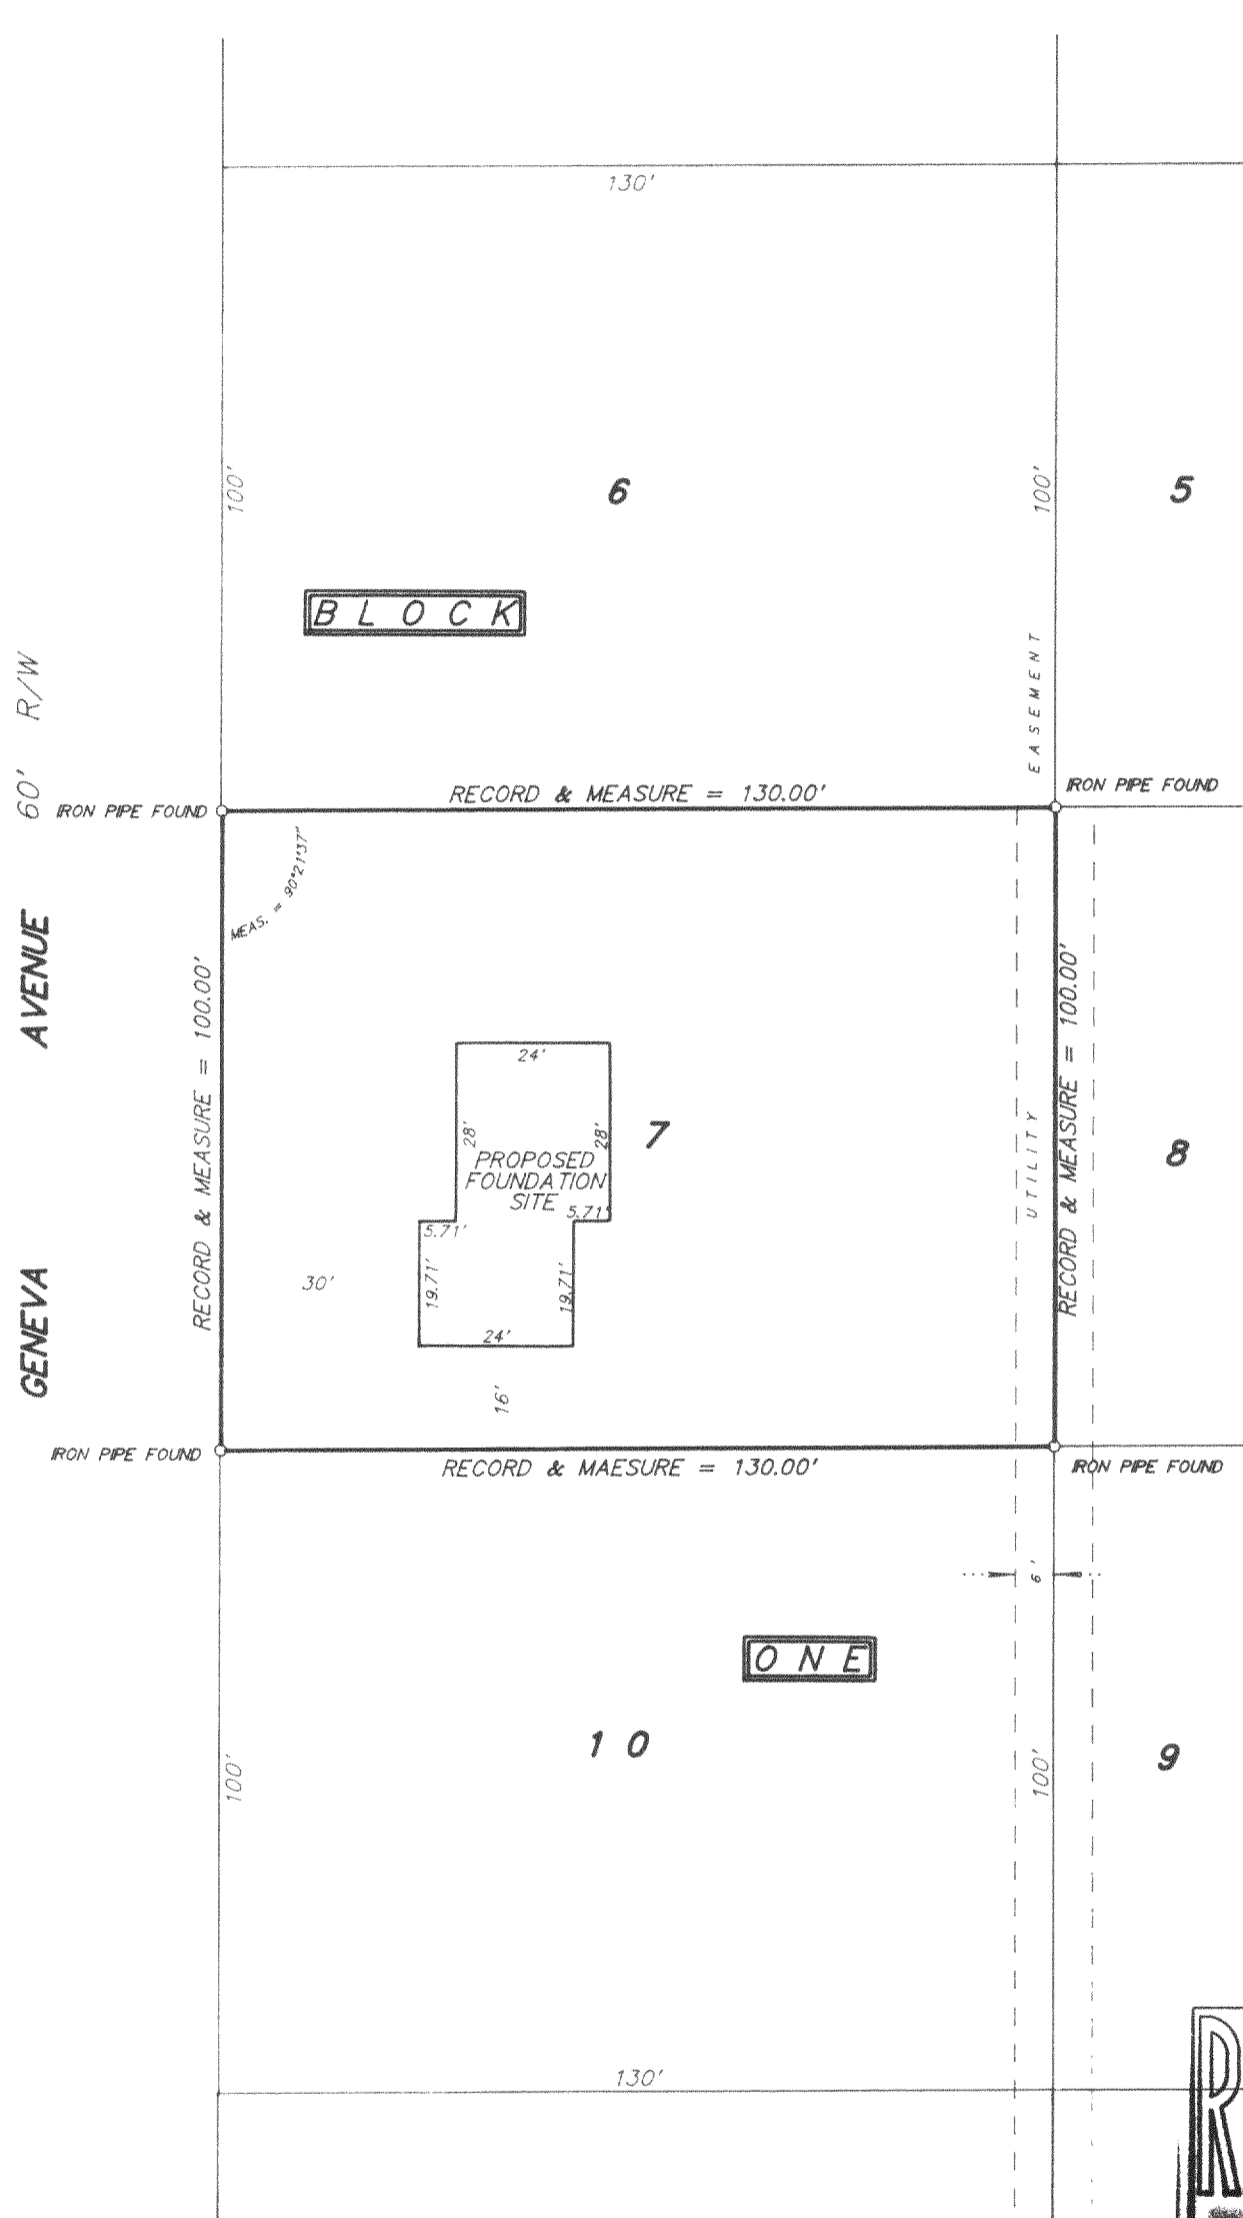 130'
100'
6
100'
5
B L O C K
EASEMENT
60' R/W
RECORD & MEASURE = 130.00'
IRON PIPE FOUND
IRON PIPE FOUND
MEAS. = 90°21'37"
AVENUE
RECORD & MEASURE = 100.00'
RECORD & MEASURE = 100.00'
24'
28'
28'
7
PROPOSED
FOUNDATION
SITE
5.71'
5.71'
UTILITY
8
30'
19.71'
19.71'
24'
GENEVA
16'
IRON PIPE FOUND
RECORD & MAESURE = 130.00'
IRON PIPE FOUND
6'
O N E
1 0
100'
100'
9
130'
R